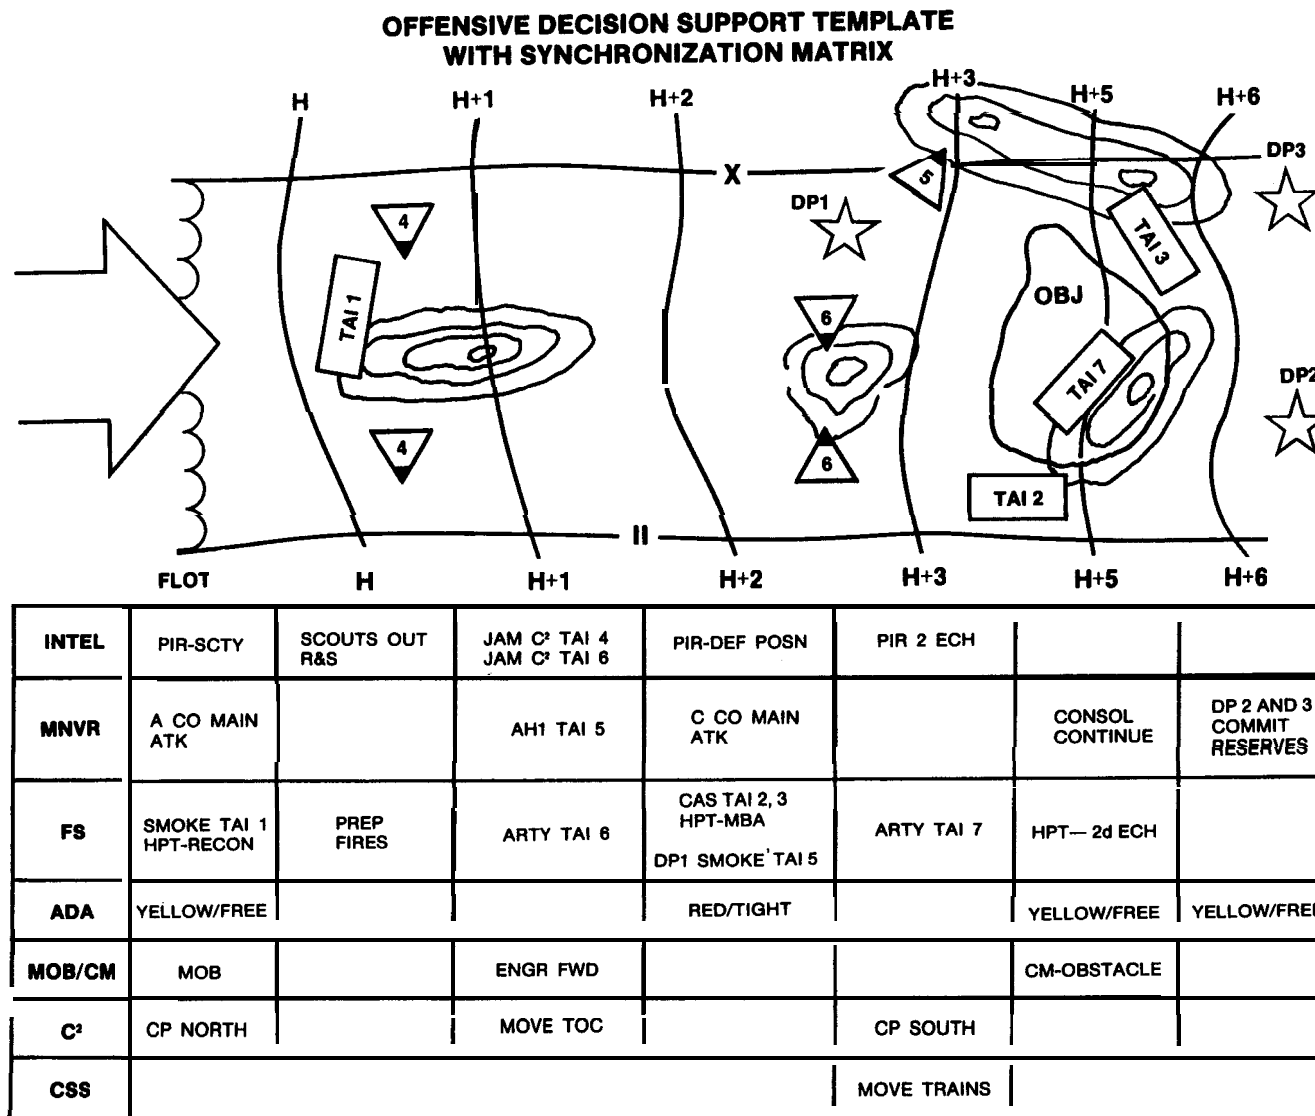 OFFENSIVE DECISION SUPPORT TEMPLATE
WITH SYNCHRONIZATION MATRIX
H
H+1
H+2
H+3
H+5
H+6
X
DP1
DP3
4
5
TAI 1
TAI 3
OBJ
6
TAI 7
DP2
4
6
TAI 2
II
FLOT
H
H+1
H+2
H+3
H+5
H+6
INTEL
PIR-SCTY
SCOUTS OUT
R&S
JAM C² TAI 4
JAM C² TAI 6
PIR-DEF POSN
PIR 2 ECH
MNVR
A CO MAIN
ATK
AH1 TAI 5
C CO MAIN
ATK
CONSOL
CONTINUE
DP 2 AND 3
COMMIT
RESERVES
FS
SMOKE TAI 1
HPT-RECON
PREP
FIRES
ARTY TAI 6
CAS TAI 2, 3
HPT-MBA
DP1 SMOKE TAI 5
ARTY TAI 7
HPT— 2d ECH
ADA
YELLOW/FREE
RED/TIGHT
YELLOW/FREE
YELLOW/FREE
MOB/CM
MOB
ENGR FWD
CM-OBSTACLE
C²
CP NORTH
MOVE TOC
CP SOUTH
CSS
MOVE TRAINS